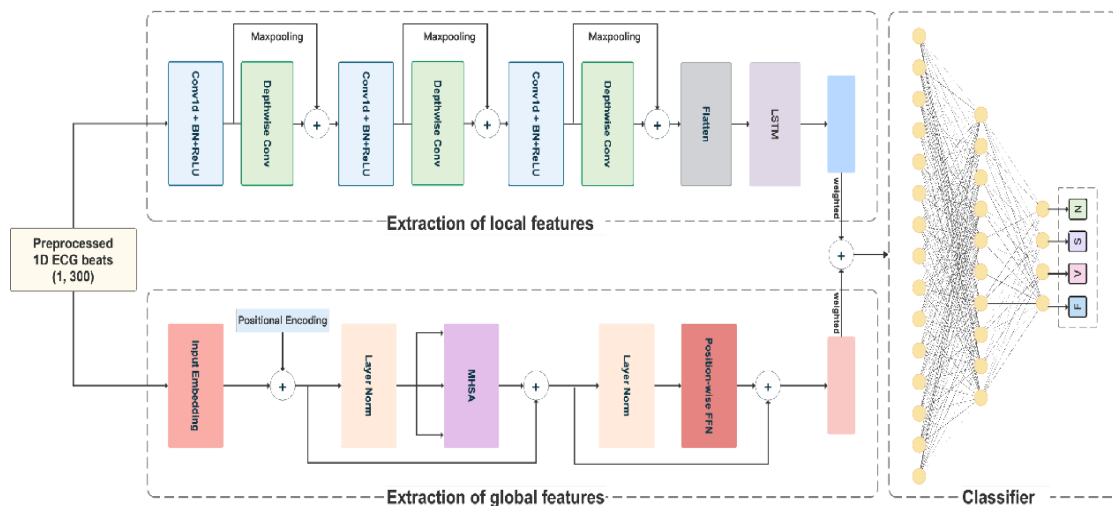 Maxpooling
Maxpooling
Maxpooling
Conv1d + BN+ReLU
Depthwise Conv
+
Conv1d + BN+ReLU
Depthwise Conv
+
Conv1d + BN+ReLU
Depthwise Conv
+
Flatten
LSTM
weighted
Extraction of local features
Preprocessed
1D ECG beats
(1, 300)
+
Positional Encoding
Input Embedding
+
Layer Norm
MHSA
+
Layer Norm
Position-wise FFN
+
weighted
Extraction of global features
N
S
V
F
Classifier